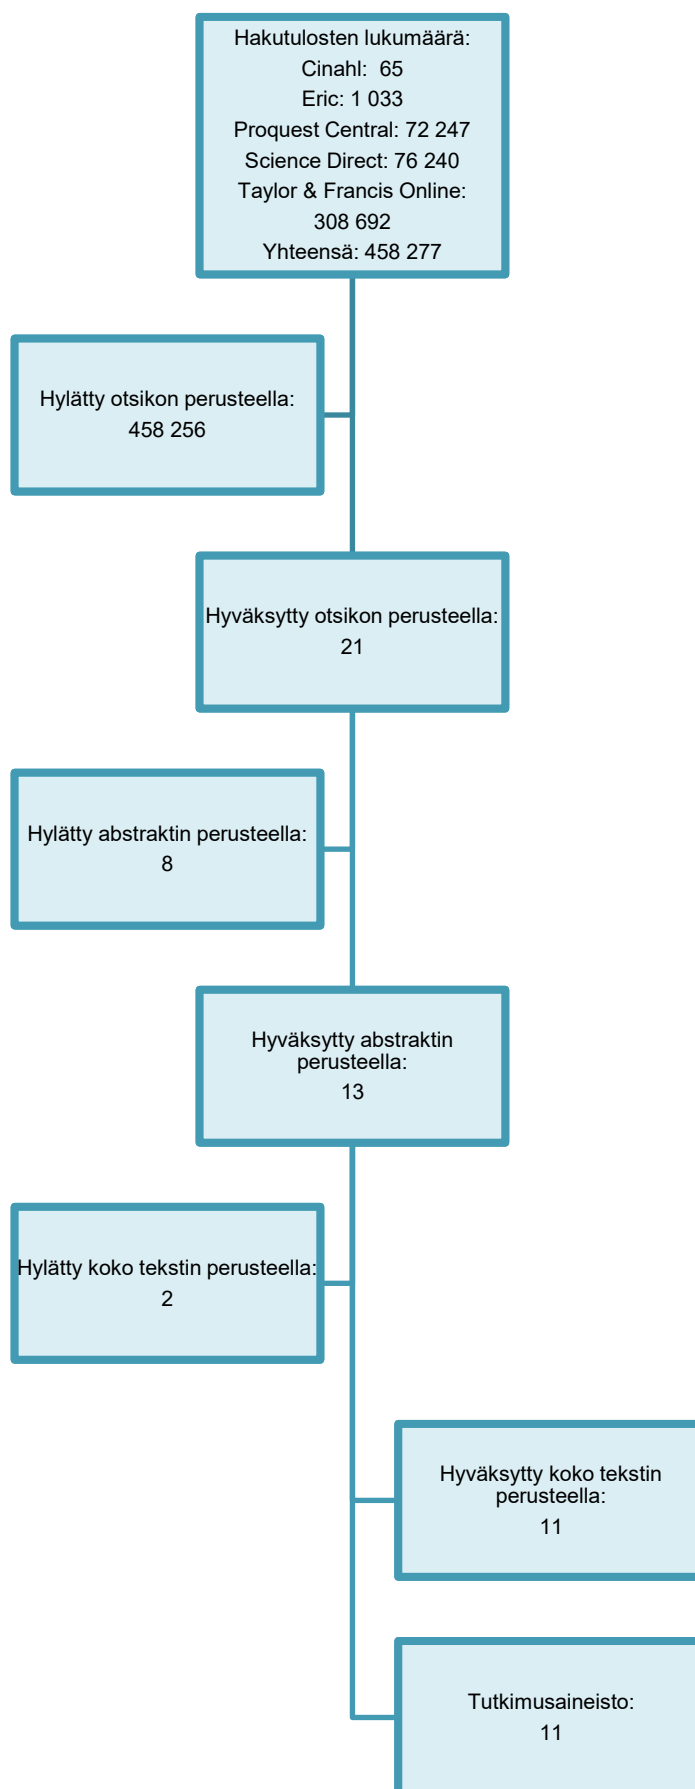 Hakutulosten lukumäärä:
Cinahl:  65
Eric: 1 033
Proquest Central: 72 247
Science Direct: 76 240
Taylor & Francis Online:
308 692
Yhteensä: 458 277
Hylätty otsikon perusteella:
458 256
Hyväksytty otsikon perusteella:
21
Hylätty abstraktin perusteella:
8
Hyväksytty abstraktin
perusteella:
13
Hylätty koko tekstin perusteella:
2
Hyväksytty koko tekstin
perusteella:
11
Tutkimusaineisto:
11